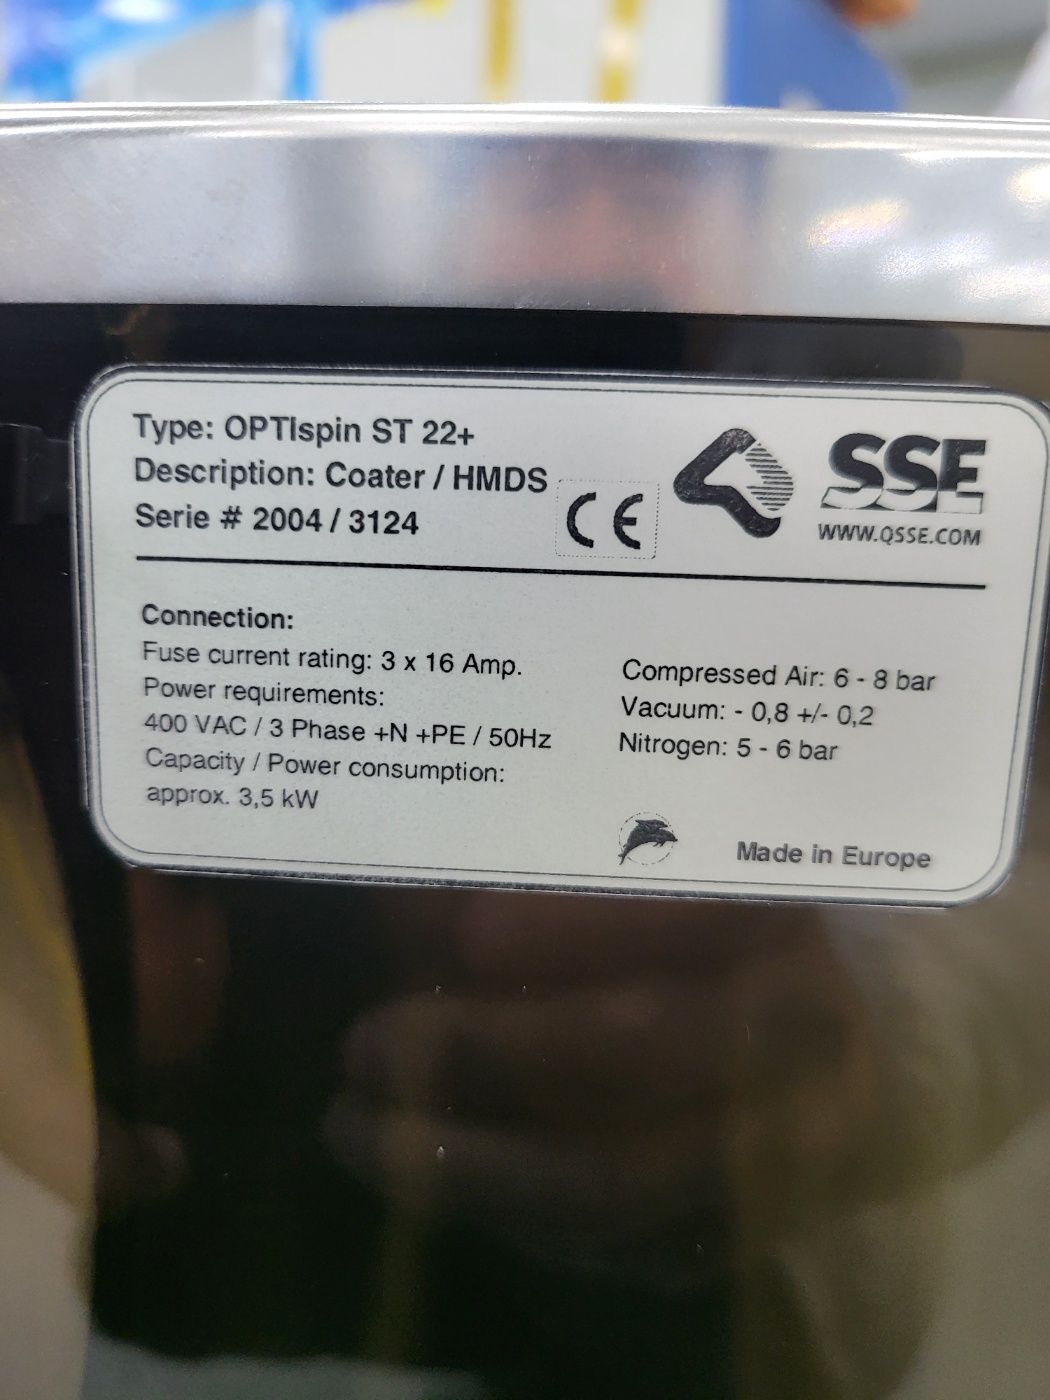 Type: OPTIspin ST 22+
Description: Coater / HMDS
Serie # 2004 / 3124
CE
SSE
WWW.QSSE.COM
Connection:
Fuse current rating: 3 x 16 Amp.
Power requirements:
400 VAC / 3 Phase +N +PE / 50Hz
Capacity / Power consumption:
approx. 3,5 kW
Compressed Air: 6 - 8 bar
Vacuum: - 0,8 +/- 0,2
Nitrogen: 5 - 6 bar
Made in Europe